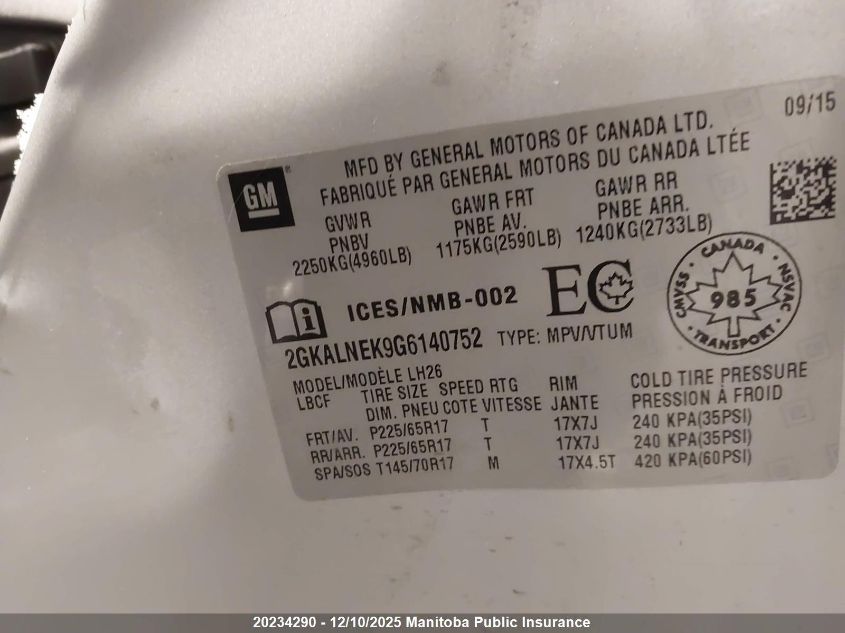 09/15
MFD BY GENERAL MOTORS OF CANADA LTD.
FABRIQUÉ PAR GENERAL MOTORS DU CANADA LTÉE
GM
GVWR GAWR FRT GAWR RR
PNBV PNBE AV. PNBE ARR.
2250KG(4960LB) 1175KG(2590LB) 1240KG(2733LB)
ICES/NMB-002 EC
CANADA
CMVSS 985 NSVAC
TRANSPORT
2GKALNEK9G6140752 TYPE: MPV/VTUM
MODEL/MODÈLE LH26
LBCF TIRE SIZE SPEED RTG RIM COLD TIRE PRESSURE
DIM. PNEU COTE VITESSE JANTE PRESSION À FROID
FRT/AV. P225/65R17 T 17X7J 240 KPA(35PSI)
RR/ARR. P225/65R17 T 17X7J 240 KPA(35PSI)
SPA/SOS T145/70R17 M 17X4.5T 420 KPA(60PSI)
20234290 - 12/10/2025 Manitoba Public Insurance